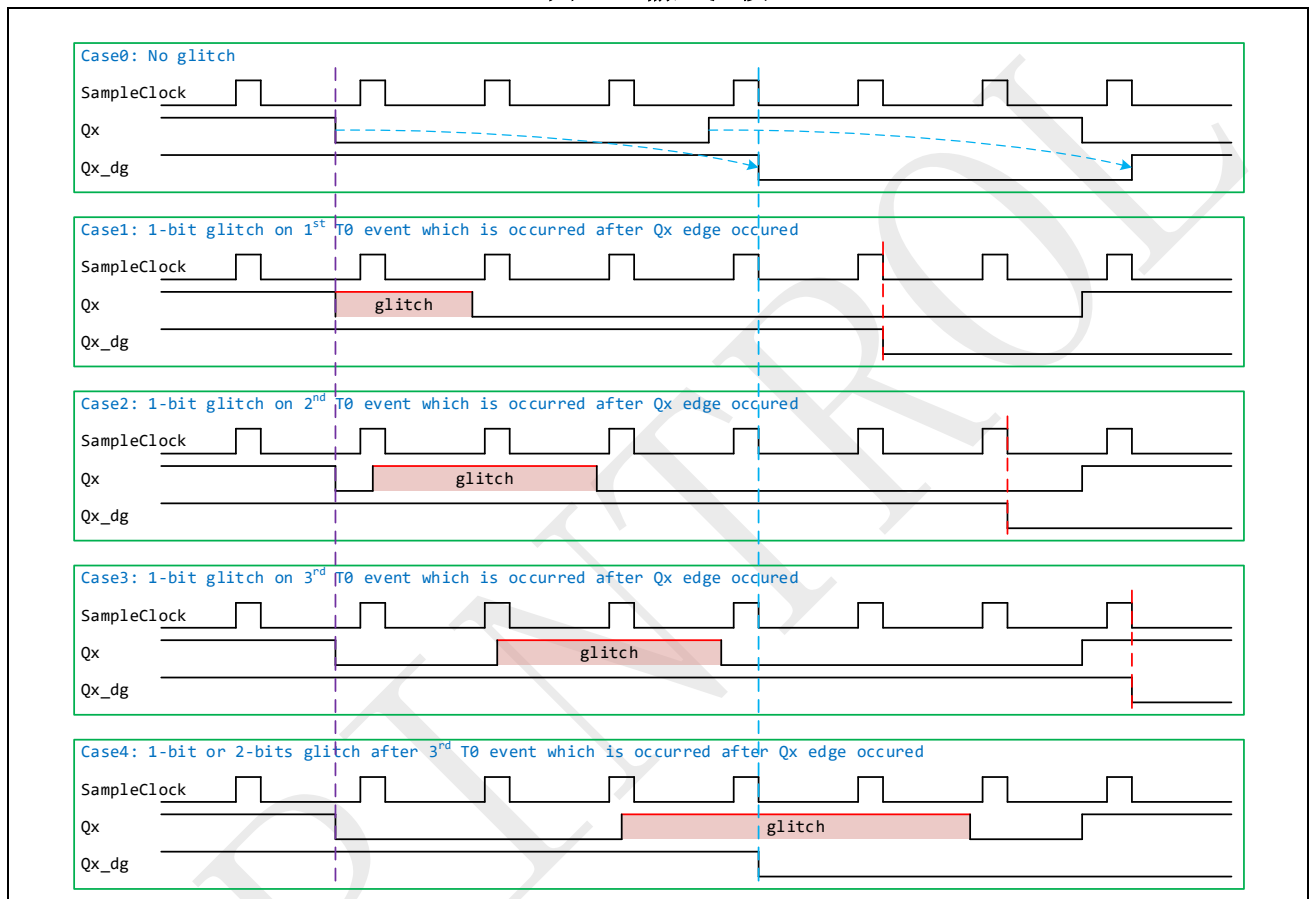 Case0: No glitch
SampleClock
Qx
Qx_dg
Case1: 1-bit glitch on 1st T0 event which is occurred after Qx edge occured
SampleClock
Qx
glitch
Qx_dg
Case2: 1-bit glitch on 2nd T0 event which is occurred after Qx edge occured
SampleClock
Qx
glitch
Qx_dg
Case3: 1-bit glitch on 3rd T0 event which is occurred after Qx edge occured
SampleClock
Qx
glitch
Qx_dg
Case4: 1-bit or 2-bits glitch after 3rd T0 event which is occurred after Qx edge occured
SampleClock
Qx
glitch
Qx_dg
PINTROL